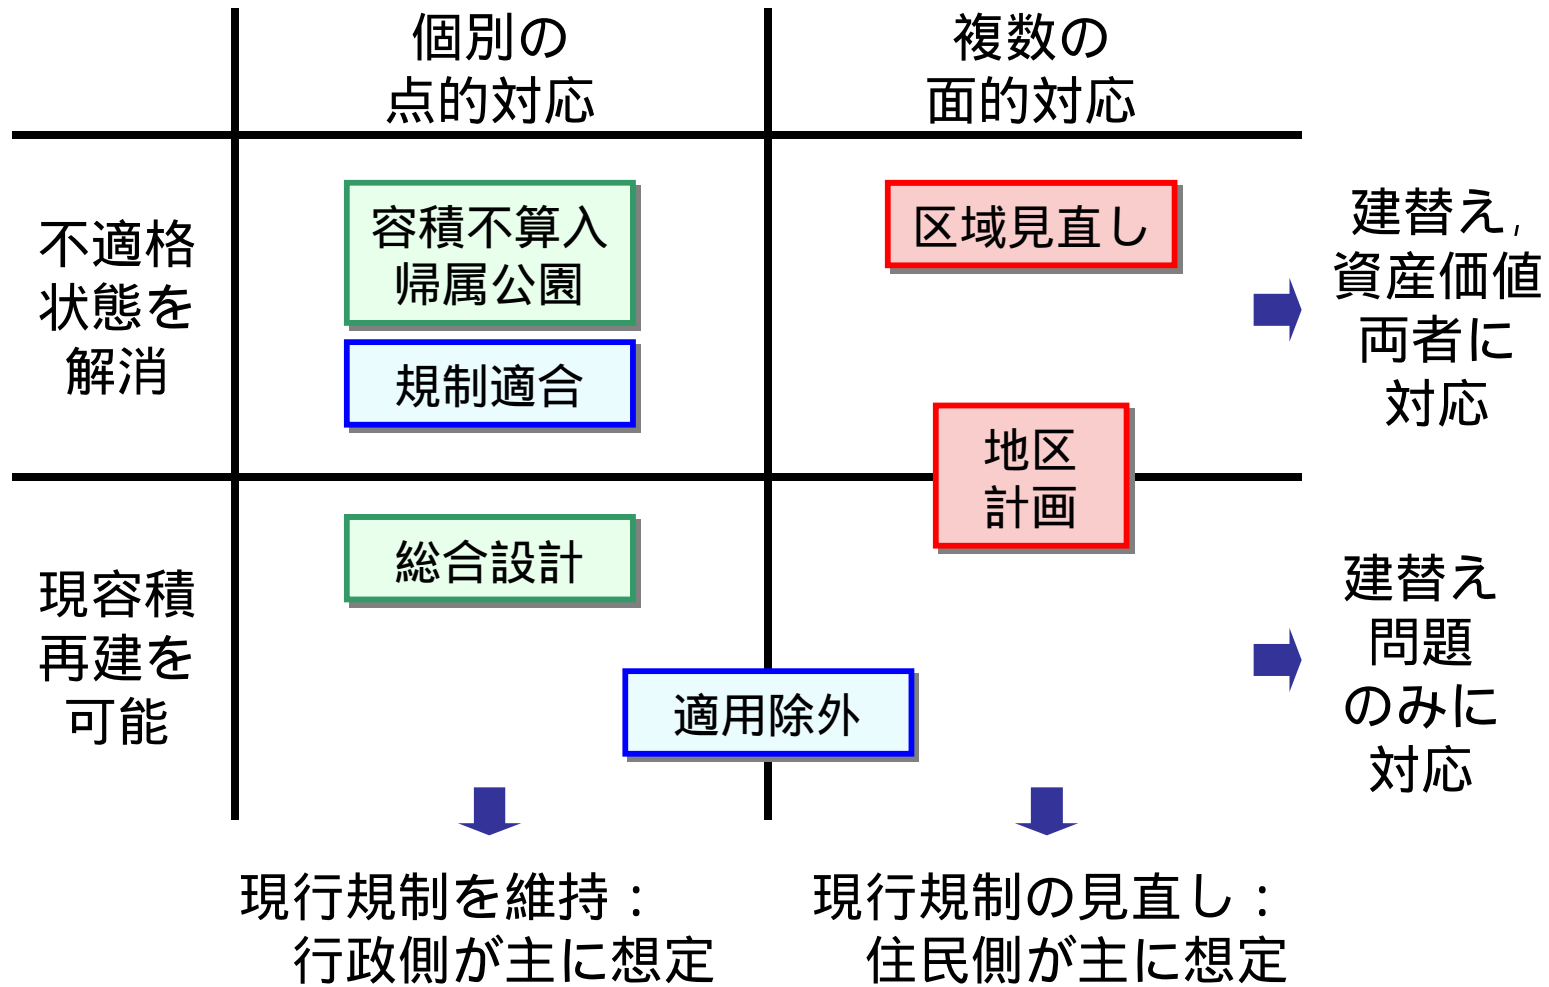 個別の
点的対応
複数の
面的対応
不適格
状態を
解消
容積不算入
帰属公園
規制適合
区域見直し
地区
計画
建替え,
資産価値
両者に
対応
現容積
再建を
可能
総合設計
適用除外
建替え
問題
のみに
対応
現行規制を維持：
行政側が主に想定
現行規制の見直し：
住民側が主に想定